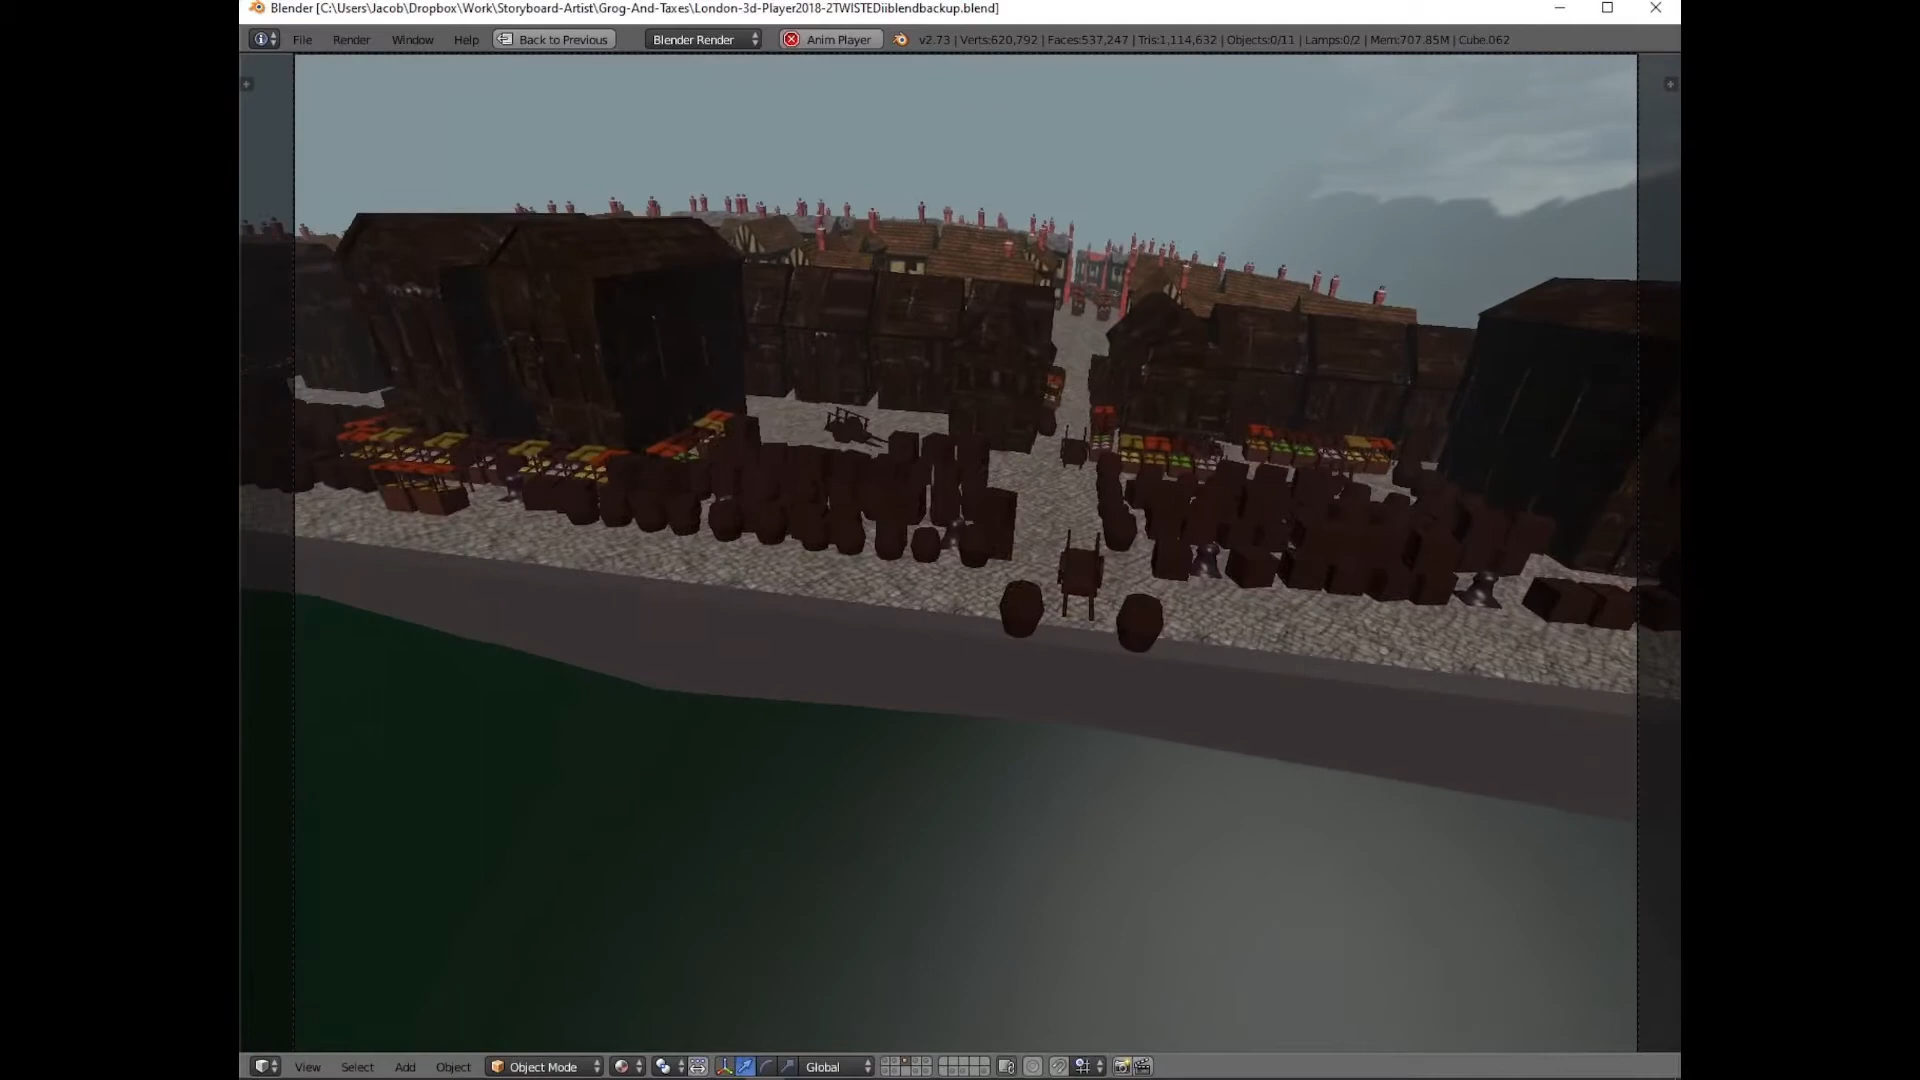 Blender [C:\Users\Jacob\Dropbox\Work\Storyboard-Artist\Grog-And-Taxes\London-3d-Player2018-2TWISTEDiiblendbackup.blend]
File Render Window Help Back to Previous Blender Render Anim Player v2.73 | Verts:620,792 | Faces:537,247 | Tris:1,114,632 | Objects:0/11 | Lamps:0/2 | Mem:707.85M | Cube.062
View Select Add Object Object Mode Global